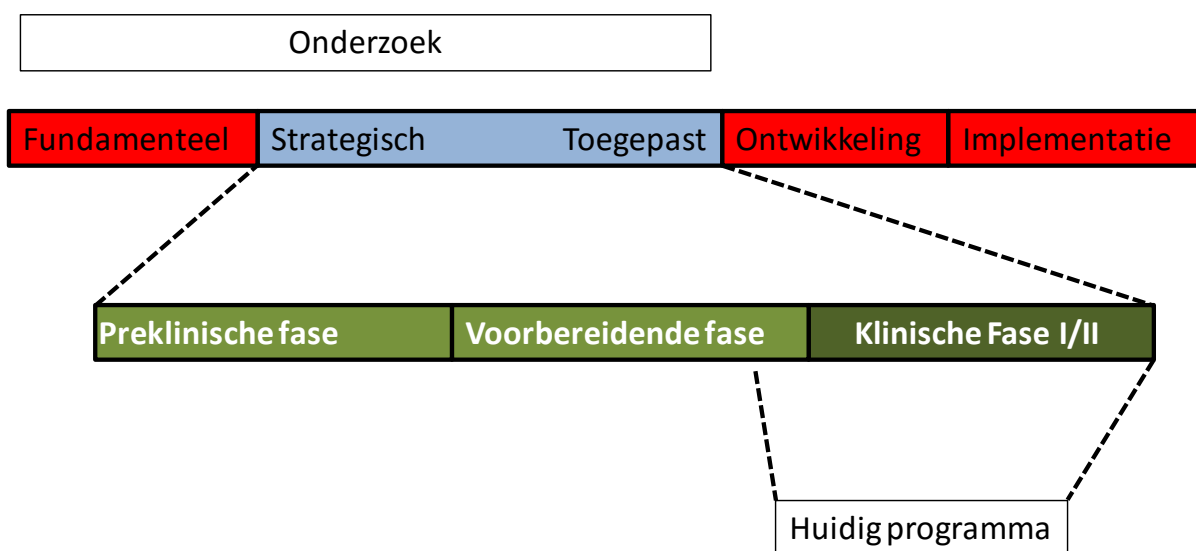 Onderzoek
Fundamenteel Strategisch Toegepast Ontwikkeling Implementatie
Preklinische fase Voorbereidende fase Klinische Fase I/II
Huidig programma